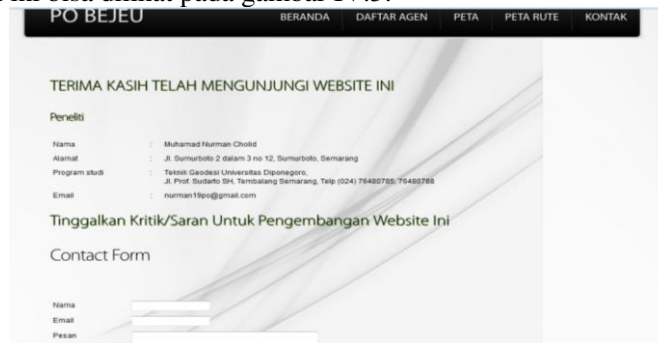 PO BEJEU BERANDA DAFTAR AGEN PETA PETA RUTE KONTAK
TERIMA KASIH TELAH MENGUNJUNGI WEBSITE INI
Peneliti
Nama : Muhamad Nurman Cholid
Alamat : Jl. Sumurboto 2 dalam 3 no 12, Sumurboto, Semarang
Program studi : Teknik Geodesi Universitas Diponegoro,
Jl. Prof. Sudarto SH, Tembalang Semarang, Telp (024) 76480785, 76480788
Email : nurman19po@gmail.com
Tinggalkan Kritik/Saran Untuk Pengembangan Website Ini
Contact Form
Nama
Email
Pesan